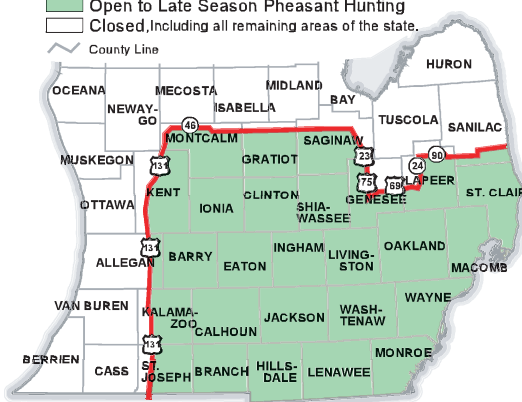 Open to Late Season Pheasant Hunting
Closed, Including all remaining areas of the state.
County Line
HURON
OCEANA
MECOSTA
MIDLAND
NEWAY-
GO
ISABELLA
BAY
TUSCOLA
SANILAC
46
MONTCALM
SAGINAW
MUSKEGON
131
GRATIOT
23
90
24
KENT
75
69
LAPEER
OTTAWA
IONIA
CLINTON
SHIA-
WASSEE
GENESEE
ST. CLAIR
131
ALLEGAN
BARRY
EATON
INGHAM
LIVING-
STON
OAKLAND
MACOMB
VAN BUREN
KALAMA-
ZOO
CALHOUN
JACKSON
WASH-
TENAW
WAYNE
131
BERRIEN
CASS
ST.
JOSEPH
BRANCH
HILLS-
DALE
LENAWEE
MONROE